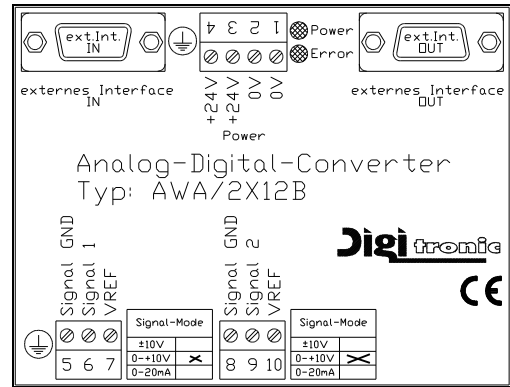 ext.Int.
IN
4 3 2 1
Power
Error
ext.Int.
OUT
externes Interface
IN
+24V
+24V
0V
0V
Power
externes Interface
OUT
Analog-Digital-Converter
Typ: AWA/2X12B
Signal GND
Signal 1
VREF
Signal GND
Signal 2
VREF
Digitronic
CE
5 6 7
Signal-Mode
±10V
0-+10V X
0-20mA
8 9 10
Signal-Mode
±10V
0-+10V X
0-20mA